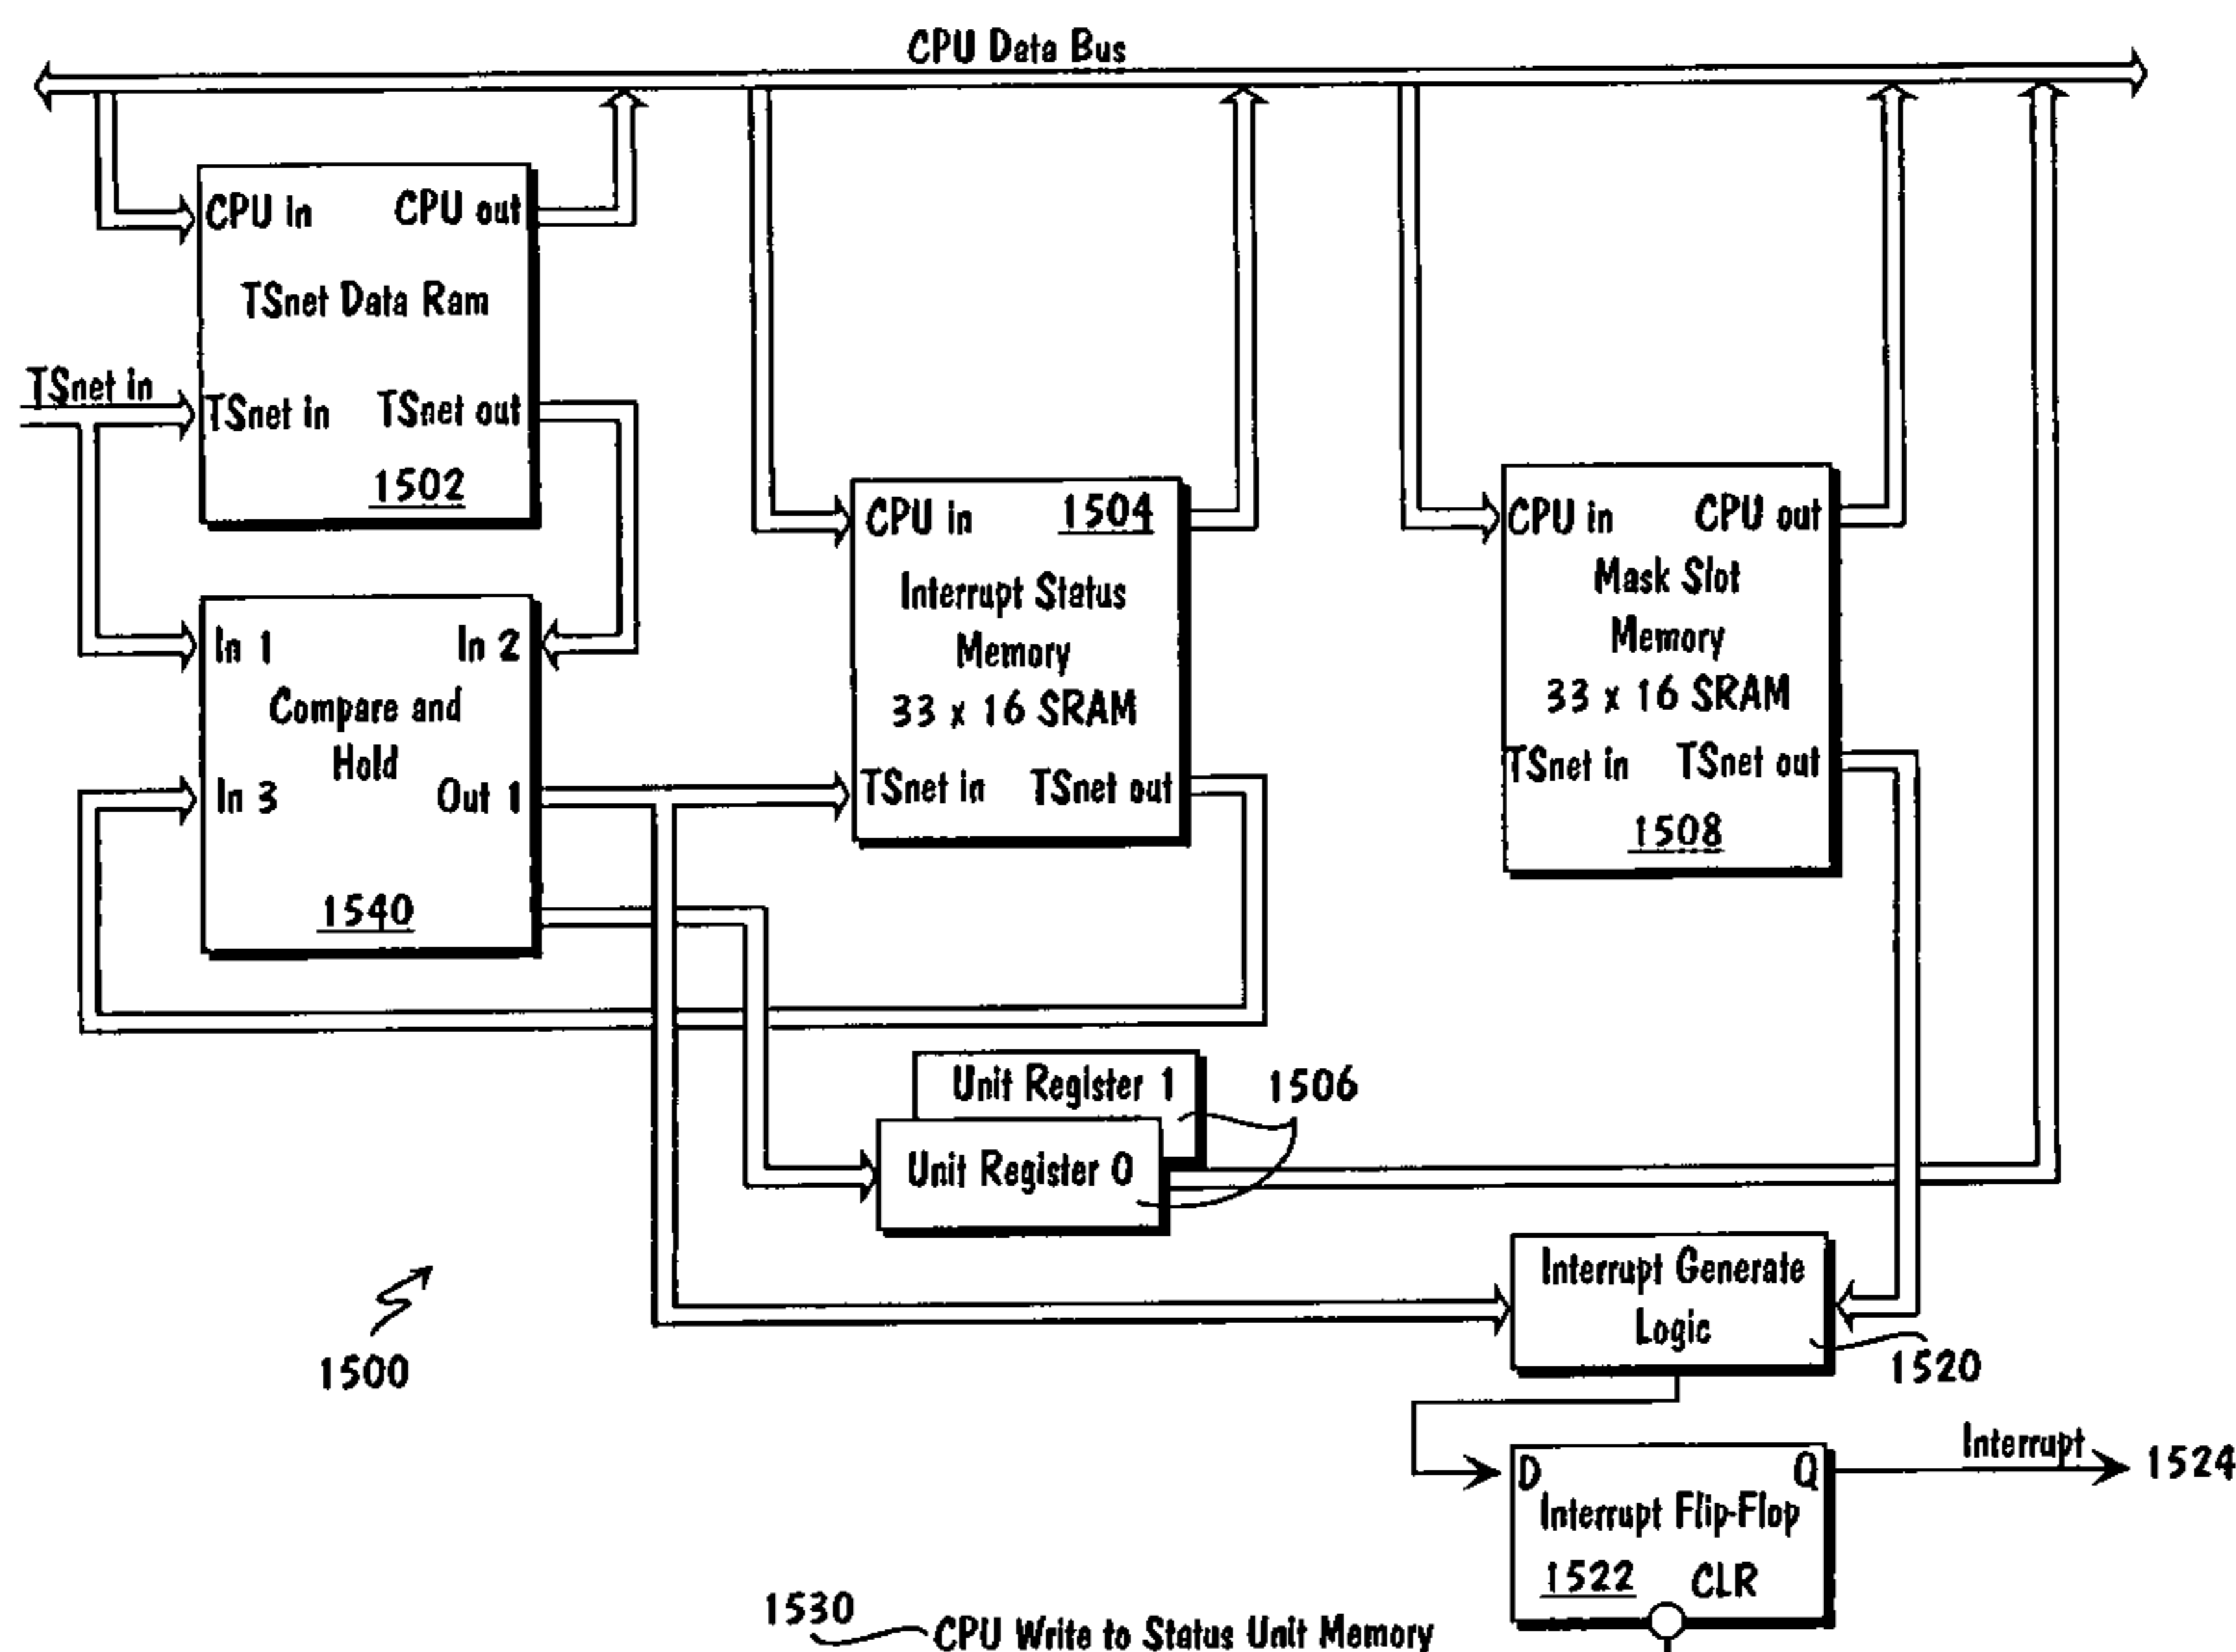 CPU Data Bus
CPU in
CPU out
TSnet Data Ram
TSnet in
TSnet in
TSnet out
1502
In 1
In 2
Compare and
Hold
In 3
Out 1
1540
CPU in
1504
Interrupt Status
Memory
33 x 16 SRAM
TSnet in
TSnet out
CPU in
CPU out
Mask Slot
Memory
33 x 16 SRAM
TSnet in
TSnet out
1508
Unit Register 1
1506
Unit Register 0
Interrupt Generate
Logic
1520
1500
D
Q
Interrupt
1524
Interrupt Flip-Flop
1522
CLR
1530
CPU Write to Status Unit Memory